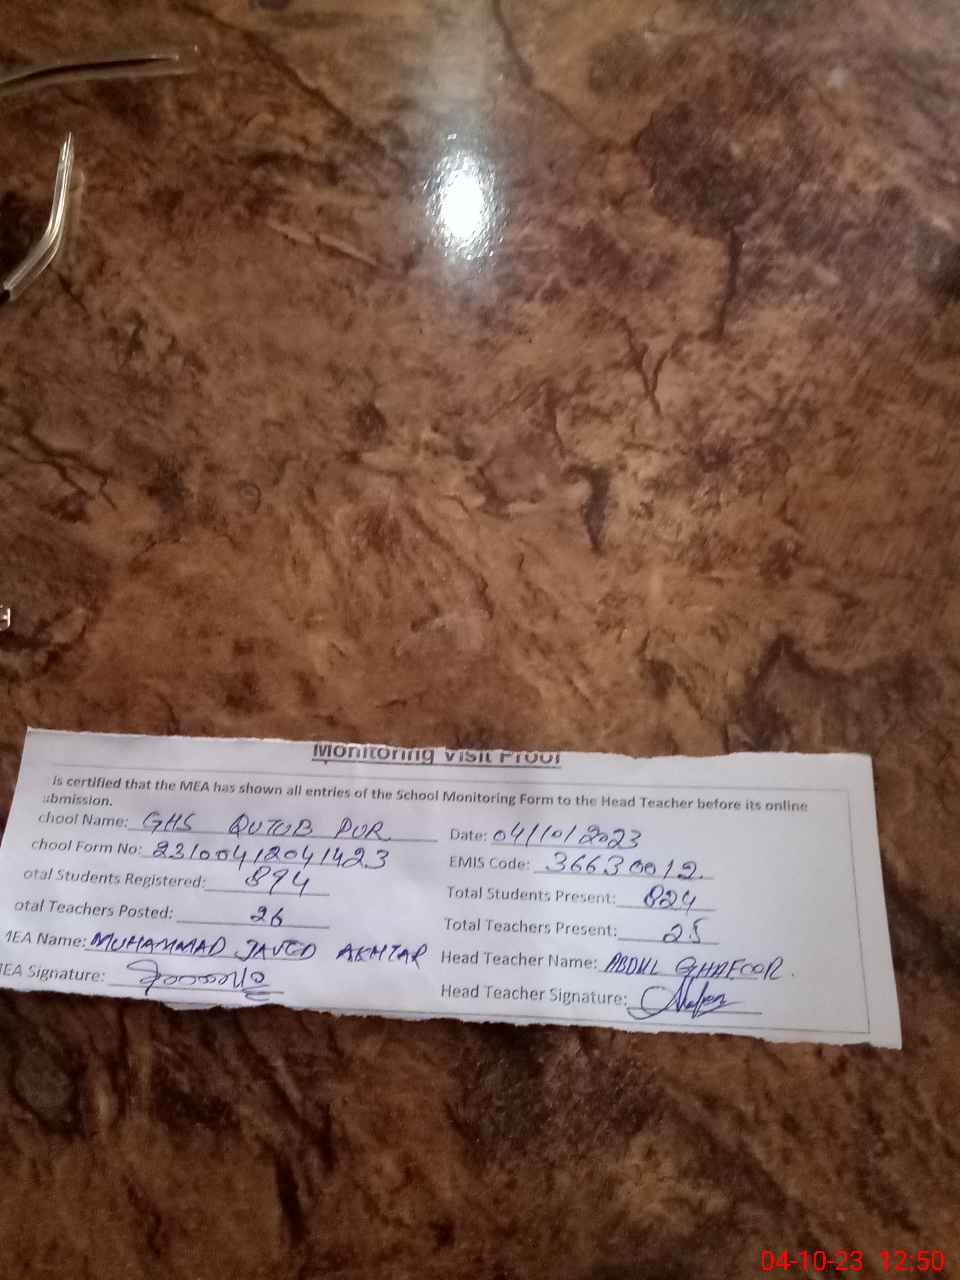 Monitoring Visit Proof
is certified that the MEA has shown all entries of the School Monitoring Form to the Head Teacher before its online
ubmission.
chool Name: GHS QUTUB PUR Date: 04/10/2023
chool Form No: 23100412041423 EMIS Code: 36630012.
otal Students Registered: 894 Total Students Present: 824
otal Teachers Posted: 26 Total Teachers Present: 25
MEA Name: MUHAMMAD JAVED AKHTAR Head Teacher Name: ABDUL GHAFOOR.
IEA Signature: Head Teacher Signature:
04-10-23 12:50